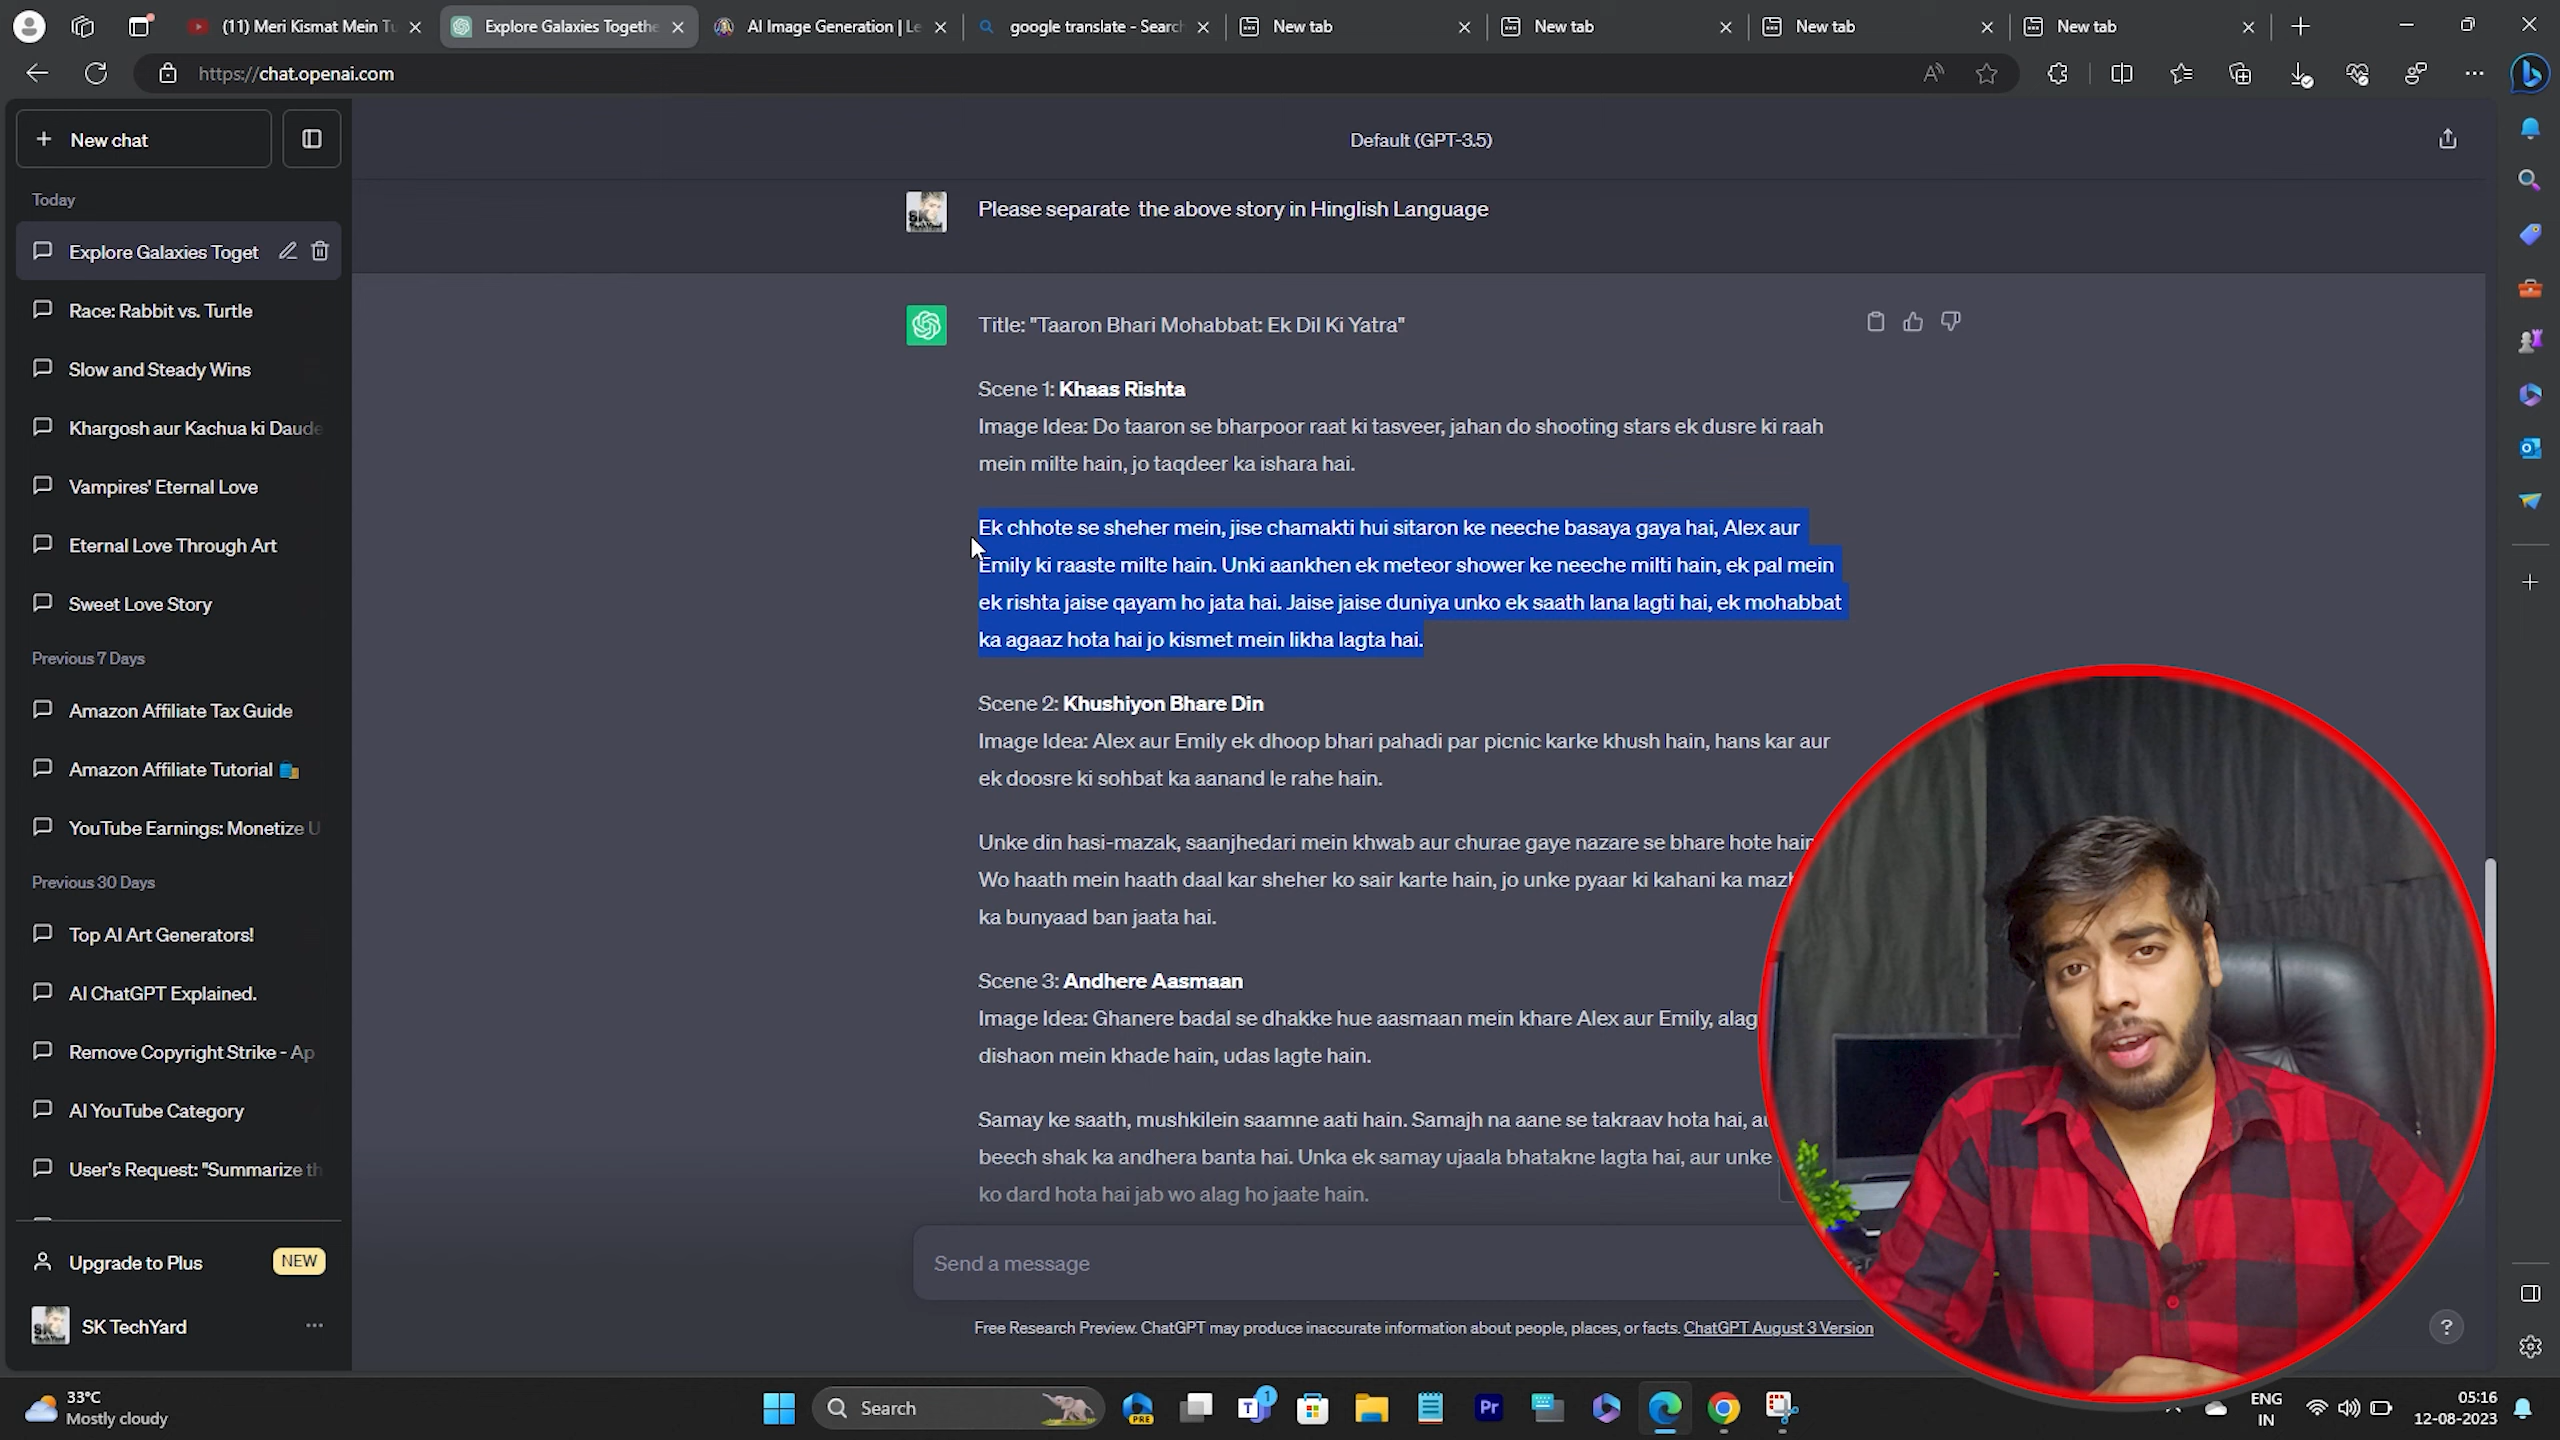 (11) Meri Kismat Mein Tu
Explore Galaxies Togethe
AI Image Generation | Le
google translate - Search
New tab
New tab
New tab
New tab
https://chat.openai.com
New chat
Default (GPT-3.5)
Today
Explore Galaxies Toget
Race: Rabbit vs. Turtle
Slow and Steady Wins
Khargosh aur Kachua ki Daude
Vampires' Eternal Love
Eternal Love Through Art
Sweet Love Story
Previous 7 Days
Amazon Affiliate Tax Guide
Amazon Affiliate Tutorial
YouTube Earnings: Monetize U
Previous 30 Days
Top AI Art Generators!
AI ChatGPT Explained.
Remove Copyright Strike - Ap
AI YouTube Category
User's Request: "Summarize th
Upgrade to Plus
NEW
SK TechYard
Please separate the above story in Hinglish Language
Title: "Taaron Bhari Mohabbat: Ek Dil Ki Yatra"
Scene 1: Khaas Rishta
Image Idea: Do taaron se bharpoor raat ki tasveer, jahan do shooting stars ek dusre ki raah
mein milte hain, jo taqdeer ka ishara hai.
Ek chhote se sheher mein, jise chamakti hui sitaron ke neeche basaya gaya hai, Alex aur
Emily ki raaste milte hain. Unki aankhen ek meteor shower ke neeche milti hain, ek pal mein
ek rishta jaise qayam ho jata hai. Jaise jaise duniya unko ek saath lana lagti hai, ek mohabbat
ka agaaz hota hai jo kismet mein likha lagta hai.
Scene 2: Khushiyon Bhare Din
Image Idea: Alex aur Emily ek dhoop bhari pahadi par picnic karke khush hain, hans kar aur
ek doosre ki sohbat ka aanand le rahe hain.
Unke din hasi-mazak, saanjhedari mein khwab aur churae gaye nazare se bhare hote hain
Wo haath mein haath daal kar sheher ko sair karte hain, jo unke pyaar ki kahani ka
ka bunyaad ban jaata hai.
Scene 3: Andhere Aasmaan
Image Idea: Ghanere badal se dhakke hue aasmaan mein khare Alex aur Emily, alag
dishaon mein khade hain, udas lagte hain.
Samay ke saath, mushkilein saamne aati hain. Samajh na aane se takraav hota hai,
beech shak ka andhera banta hai. Unka ek samay ujaala bhatakne lagta hai, aur unke
ko dard hota hai jab wo alag ho jaate hain.
Send a message
Free Research Preview. ChatGPT may produce inaccurate information about people, places, or facts. ChatGPT August 3 Version
?
33°C
Mostly cloudy
Search
PRE
1
Pr
ENG
IN
05:16
12-08-2023